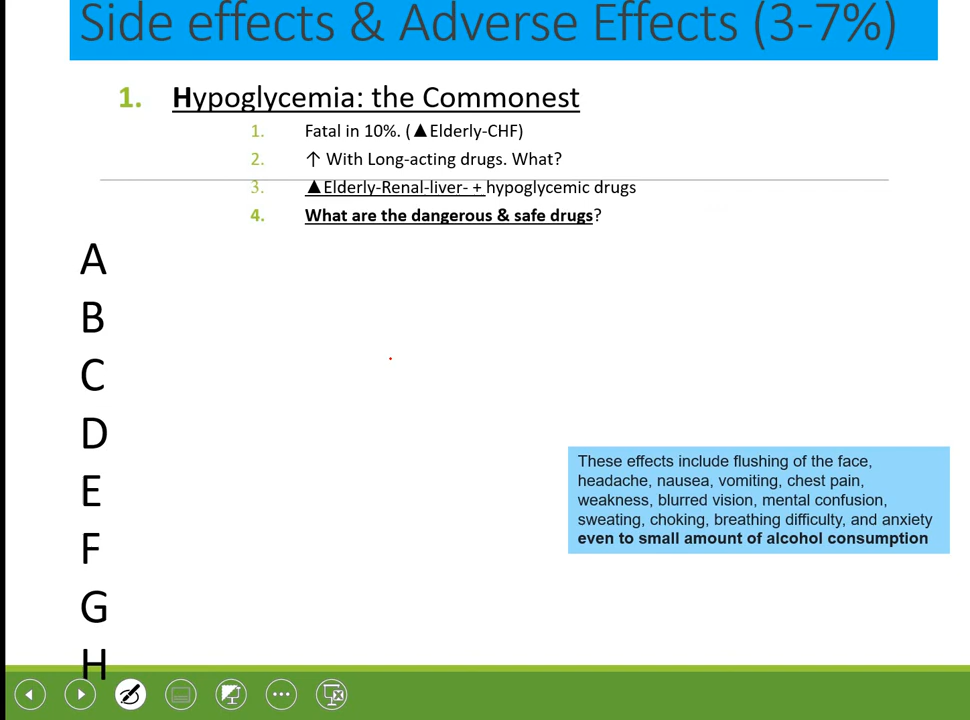 Side effects & Adverse Effects (3-7%)
1. Hypoglycemia: the Commonest
1. Fatal in 10%. (▲Elderly-CHF)
2. ↑ With Long-acting drugs. What?
3. ▲Elderly-Renal-liver- + hypoglycemic drugs
4. What are the dangerous & safe drugs?
A
B
C
D
E
F
G
H
These effects include flushing of the face,
headache, nausea, vomiting, chest pain,
weakness, blurred vision, mental confusion,
sweating, choking, breathing difficulty, and anxiety
even to small amount of alcohol consumption